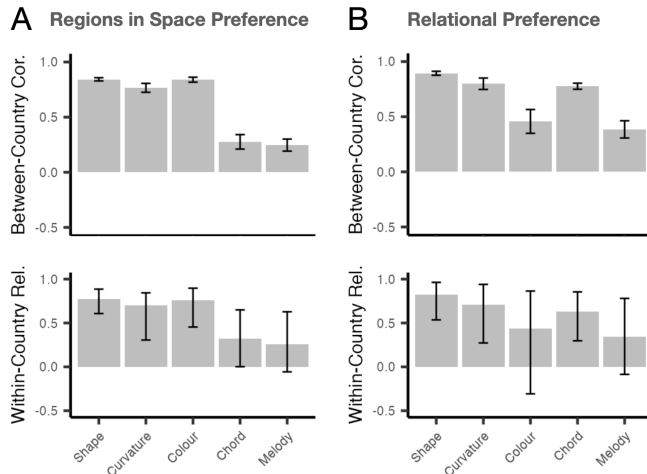 A Regions in Space Preference
B Relational Preference
Between-Country Cor.
1.0
0.5
0.0
-0.5
Between-Country Cor.
1.0
0.5
0.0
-0.5
Within-Country Rel.
1.0
0.5
0.0
-0.5
Shape
Curvature
Colour
Chord
Melody
Within-Country Rel.
1.0
0.5
0.0
-0.5
Shape
Curvature
Colour
Chord
Melody